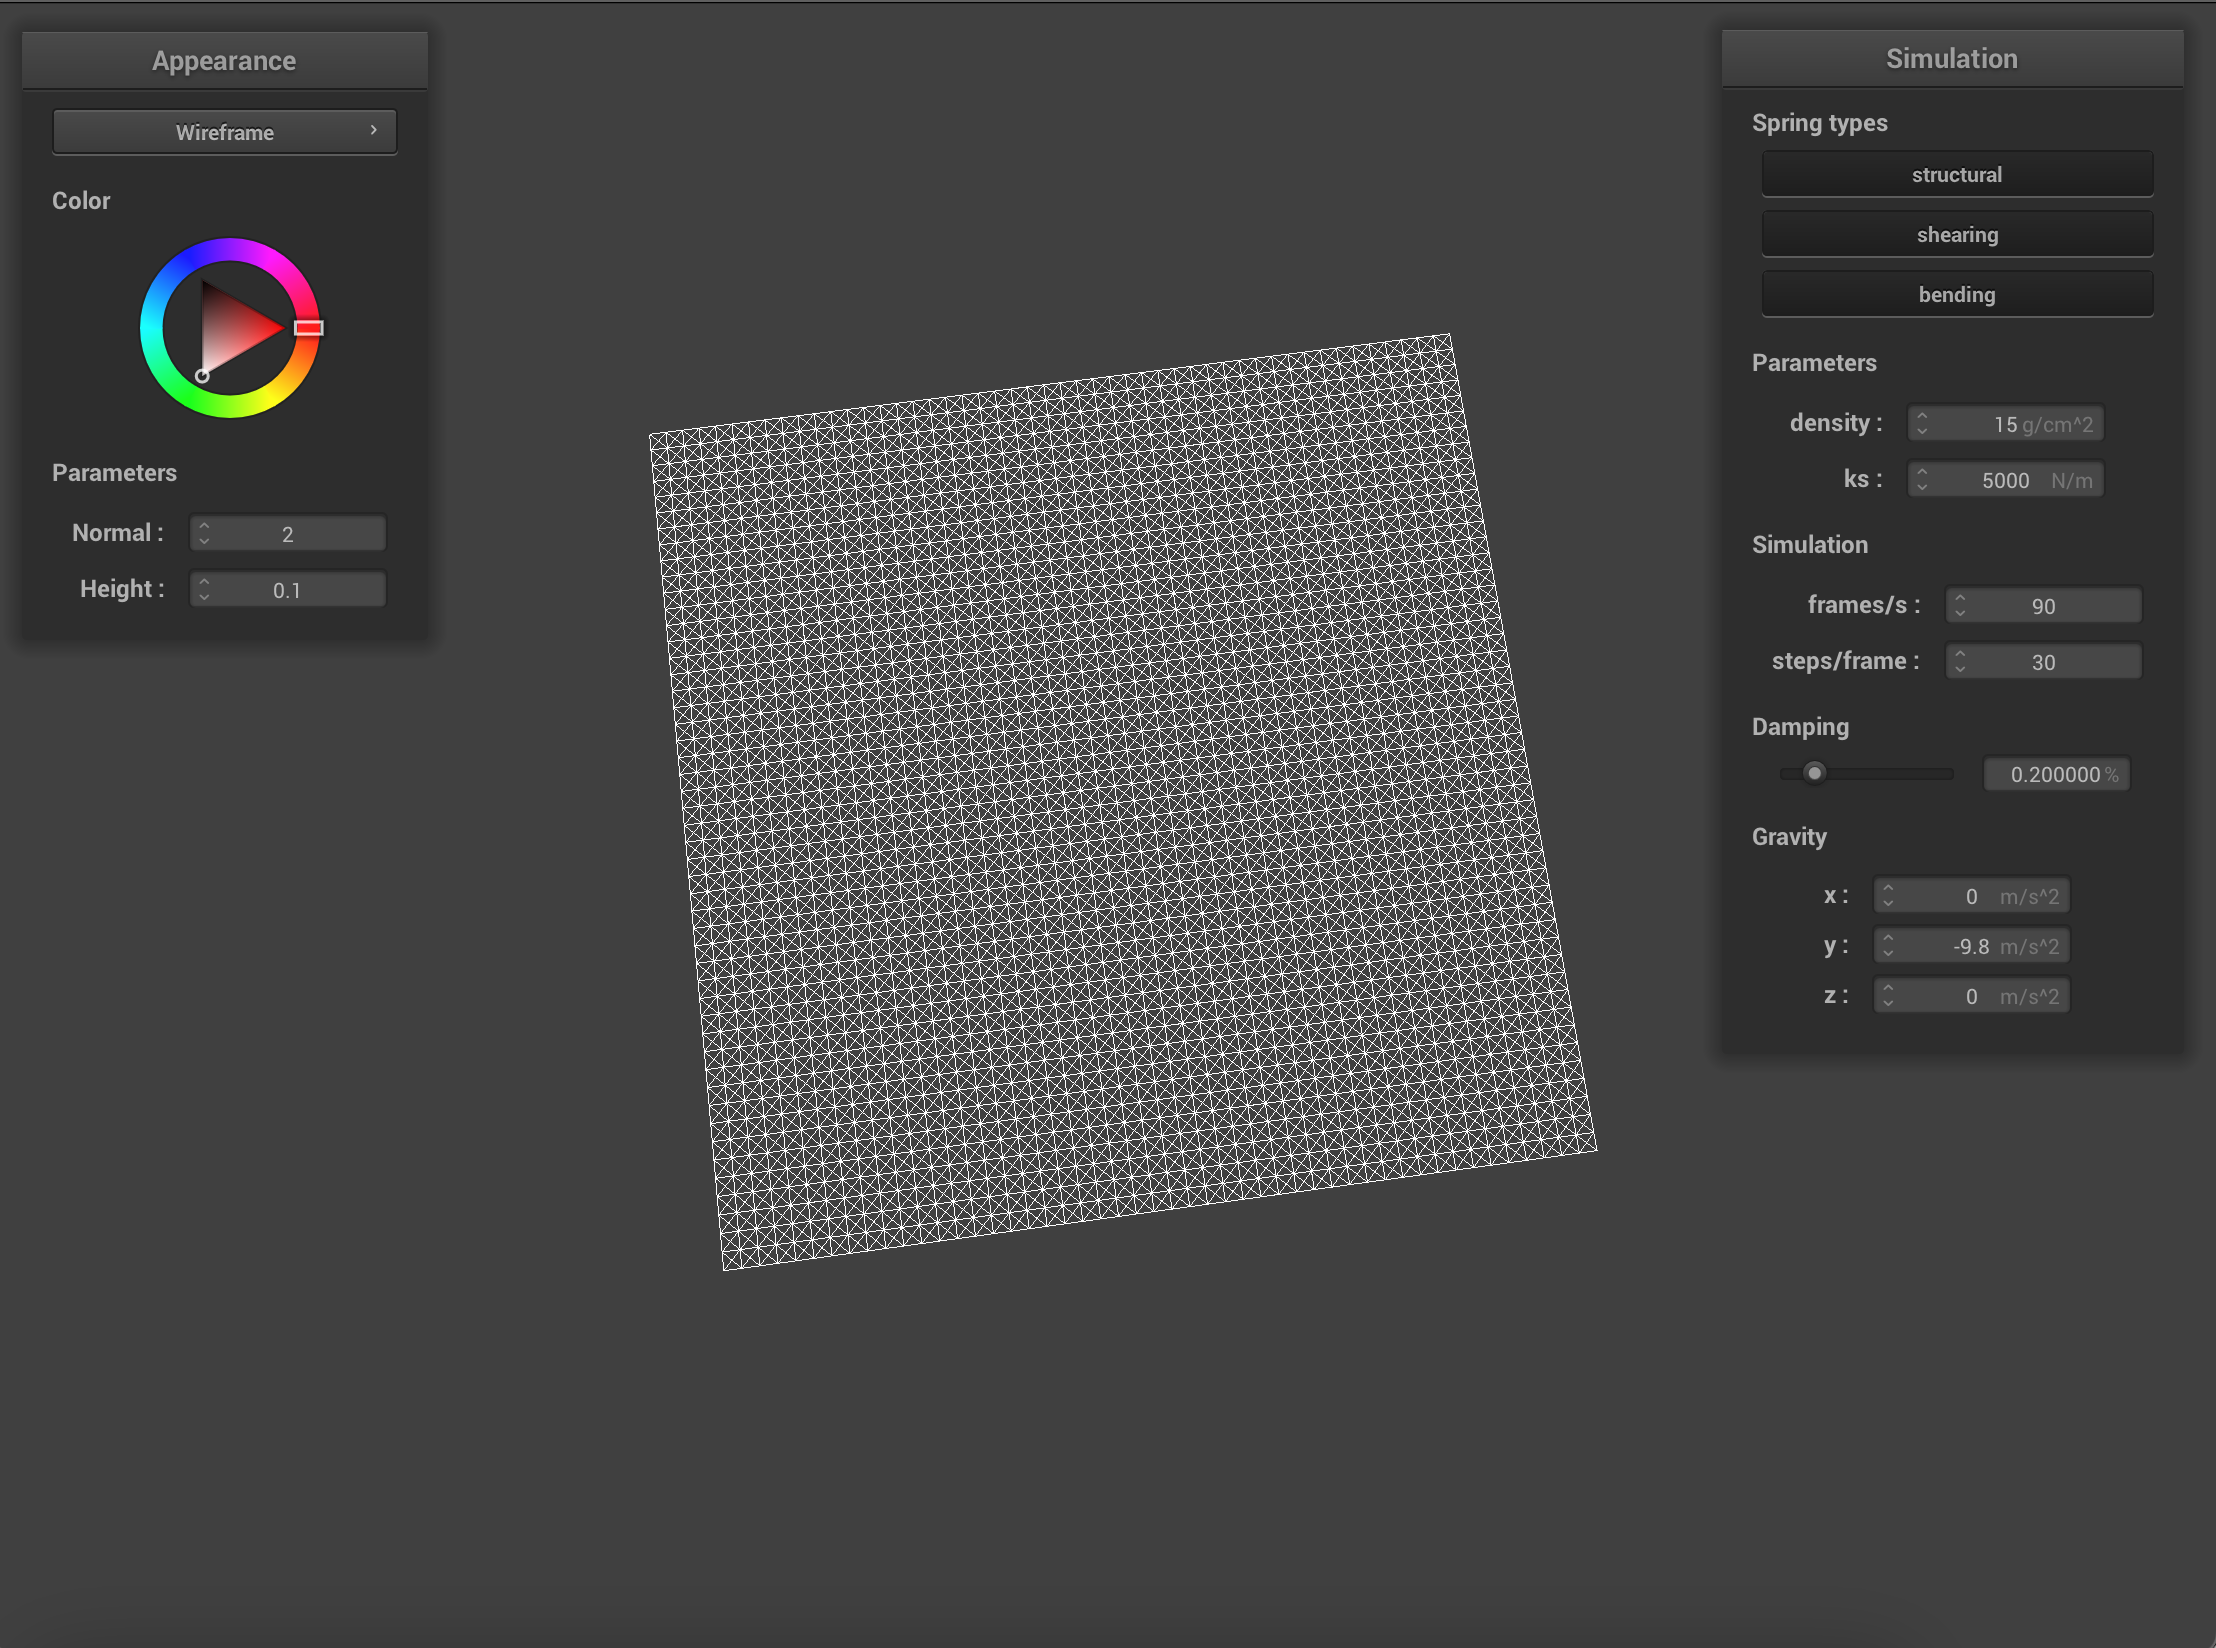 Appearance
Wireframe
Color
Parameters
Normal : 2
Height : 0.1
Simulation
Spring types
structural
shearing
bending
Parameters
density : 15 g/cm^2
ks : 5000 N/m
Simulation
frames/s : 90
steps/frame : 30
Damping
0.200000 %
Gravity
x : 0 m/s^2
y : -9.8 m/s^2
z : 0 m/s^2